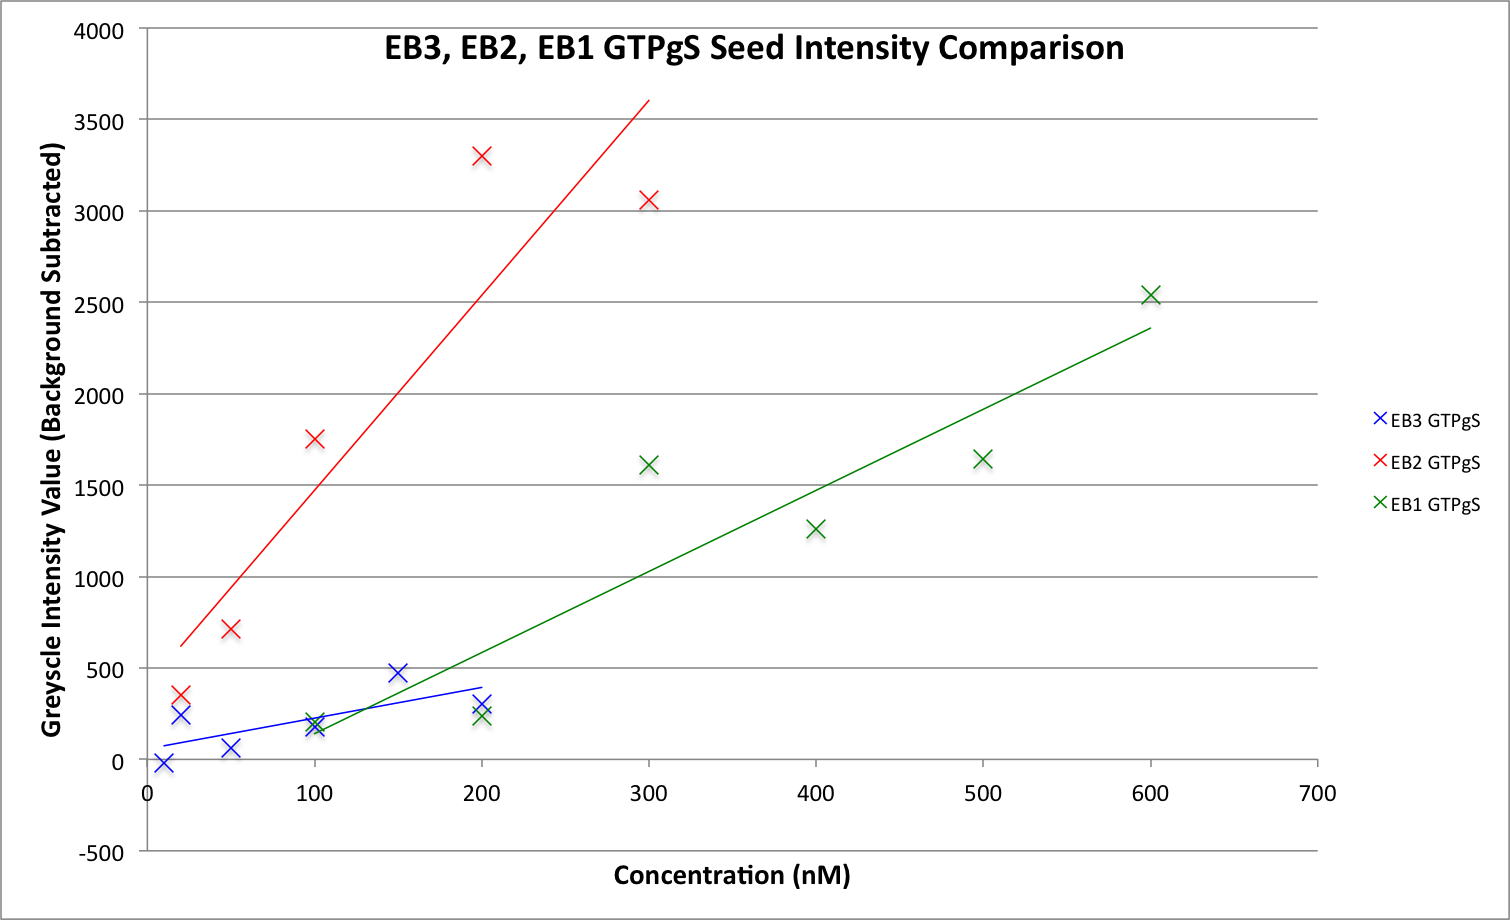 EB3, EB2, EB1 GTPgS Seed Intensity Comparison
Greyscle Intensity Value (Background Subtracted)
4000
3500
3000
2500
2000
1500
1000
500
0
-500
0 100 200 300 400 500 600 700
Concentration (nM)
EB3 GTPgS
EB2 GTPgS
EB1 GTPgS